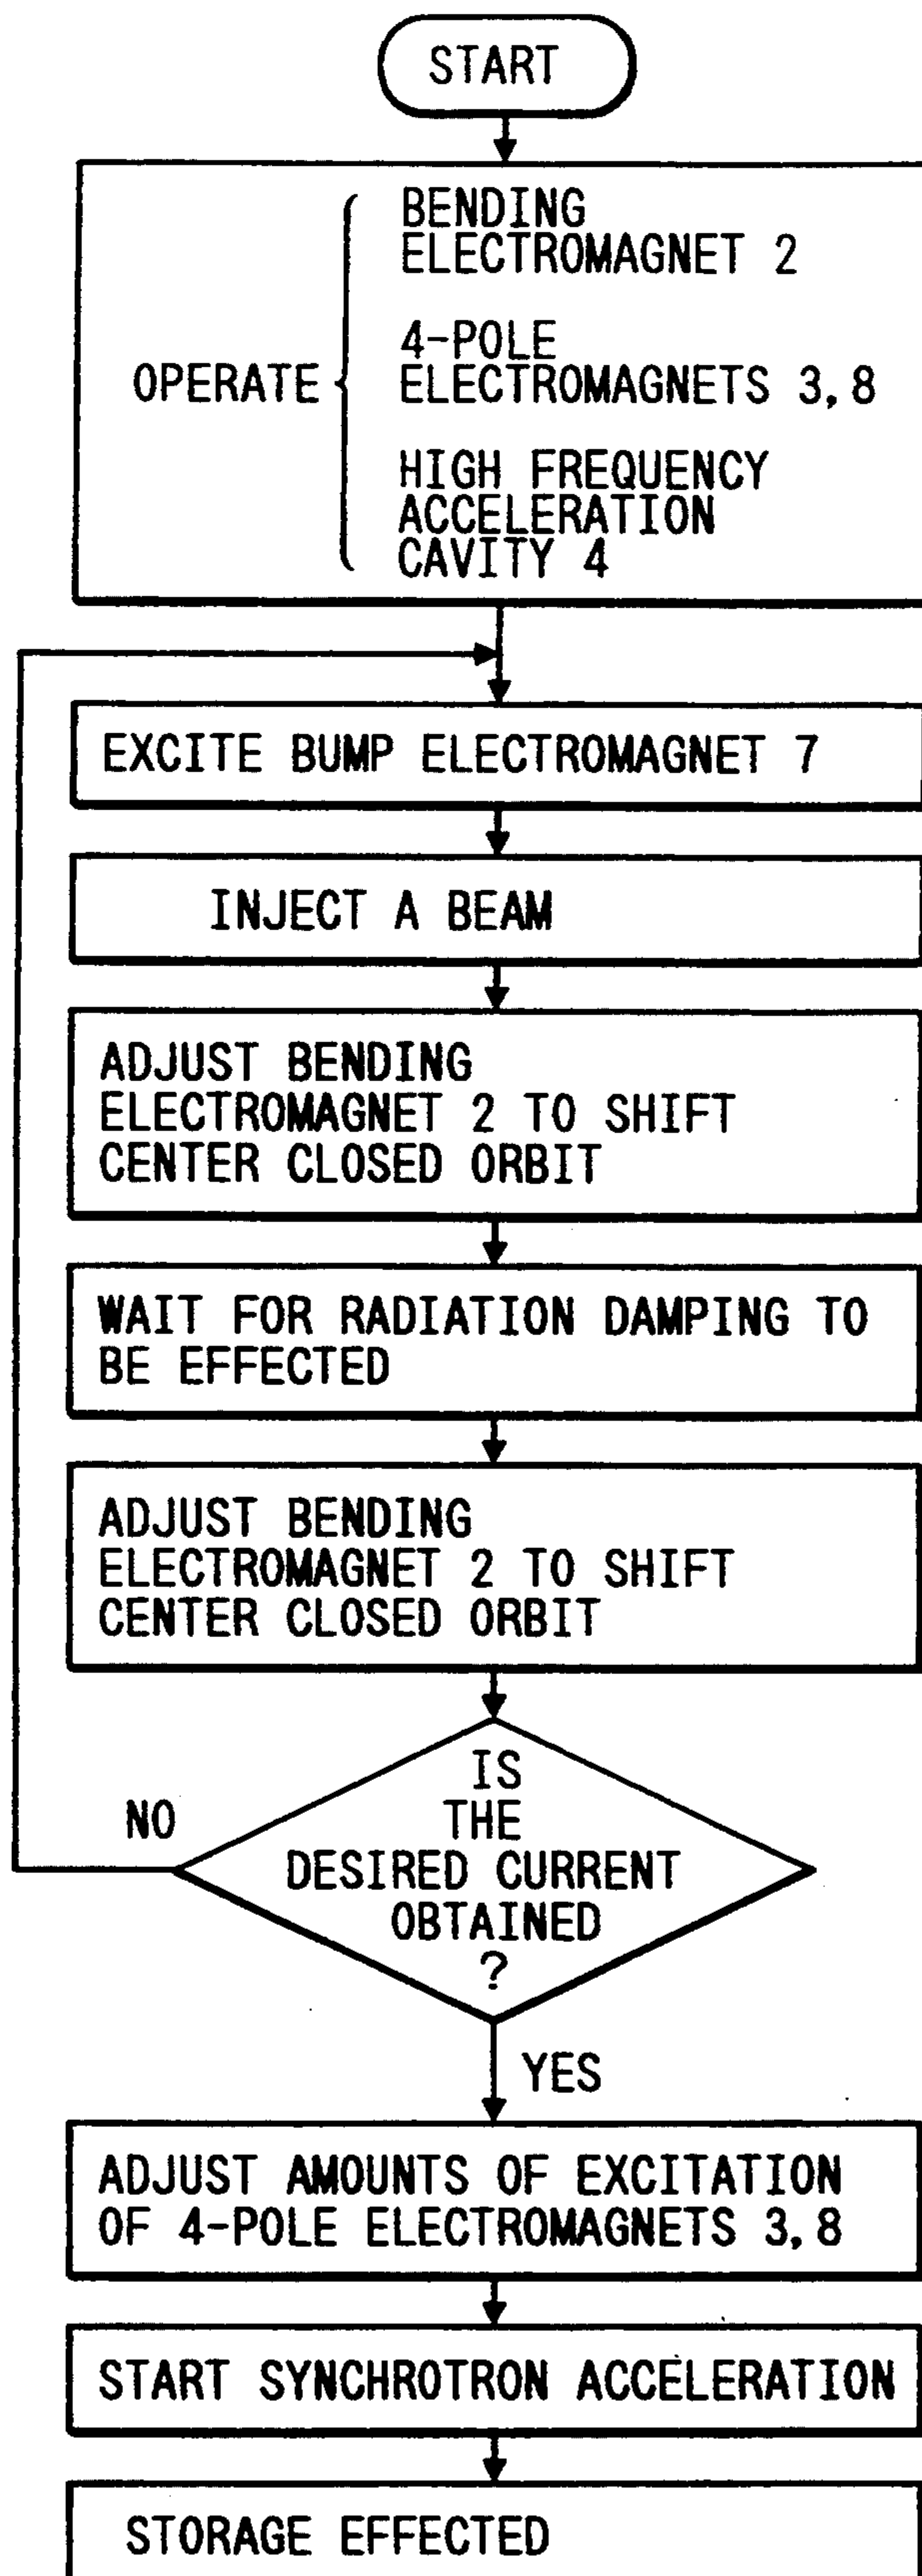 START
OPERATE
BENDING
ELECTROMAGNET 2
4-POLE
ELECTROMAGNETS 3,8
HIGH FREQUENCY
ACCELERATION
CAVITY 4
EXCITE BUMP ELECTROMAGNET 7
INJECT A BEAM
ADJUST BENDING
ELECTROMAGNET 2 TO SHIFT
CENTER CLOSED ORBIT
WAIT FOR RADIATION DAMPING TO
BE EFFECTED
ADJUST BENDING
ELECTROMAGNET 2 TO SHIFT
CENTER CLOSED ORBIT
IS
THE
DESIRED CURRENT
OBTAINED
?
NO
YES
ADJUST AMOUNTS OF EXCITATION
OF 4-POLE ELECTROMAGNETS 3,8
START SYNCHROTRON ACCELERATION
STORAGE EFFECTED